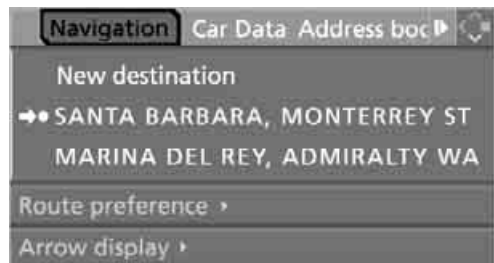 Navigation Car Data Address boc
New destination
SANTA BARBARA, MONTERREY ST
MARINA DEL REY, ADMIRALTY WA
Route preference
Arrow display